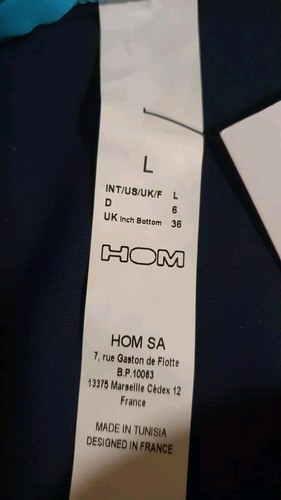 L
INT/US/UK/F L
D 6
UK Inch Bottom 36
HOM
HOM SA
7, rue Gaston de Flotte
B.P.10063
13375 Marseille Cédex 12
France
MADE IN TUNISIA
DESIGNED IN FRANCE